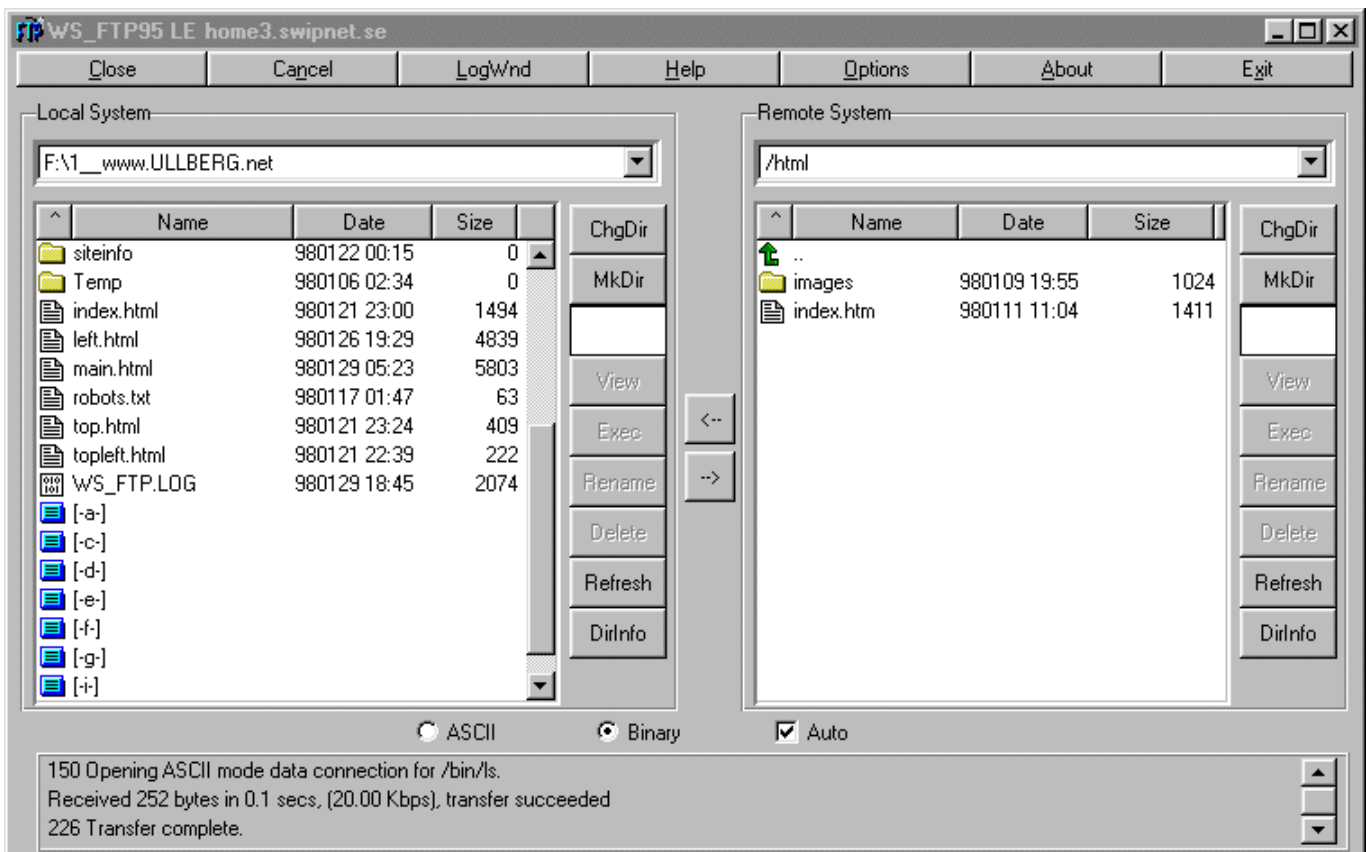 WS_FTP95 LE home3.swipnet.se
Close Cancel LogWnd Help Options About Exit
Local System
F:\1__www.ULLBERG.net
^ Name Date Size
siteinfo 980122 00:15 0
Temp 980106 02:34 0
index.html 980121 23:00 1494
left.html 980126 19:29 4839
main.html 980129 05:23 5803
robots.txt 980117 01:47 63
top.html 980121 23:24 409
topleft.html 980121 22:39 222
WS_FTP.LOG 980129 18:45 2074
[-a-]
[-c-]
[-d-]
[-e-]
[-f-]
[-g-]
[-i-]
ChgDir
MkDir
View
Exec
Rename
Delete
Refresh
DirInfo
<--
-->
Remote System
/html
^ Name Date Size
..
images 980109 19:55 1024
index.htm 980111 11:04 1411
ChgDir
MkDir
View
Exec
Rename
Delete
Refresh
DirInfo
ASCII Binary Auto
150 Opening ASCII mode data connection for /bin/ls.
Received 252 bytes in 0.1 secs, (20.00 Kbps), transfer succeeded
226 Transfer complete.